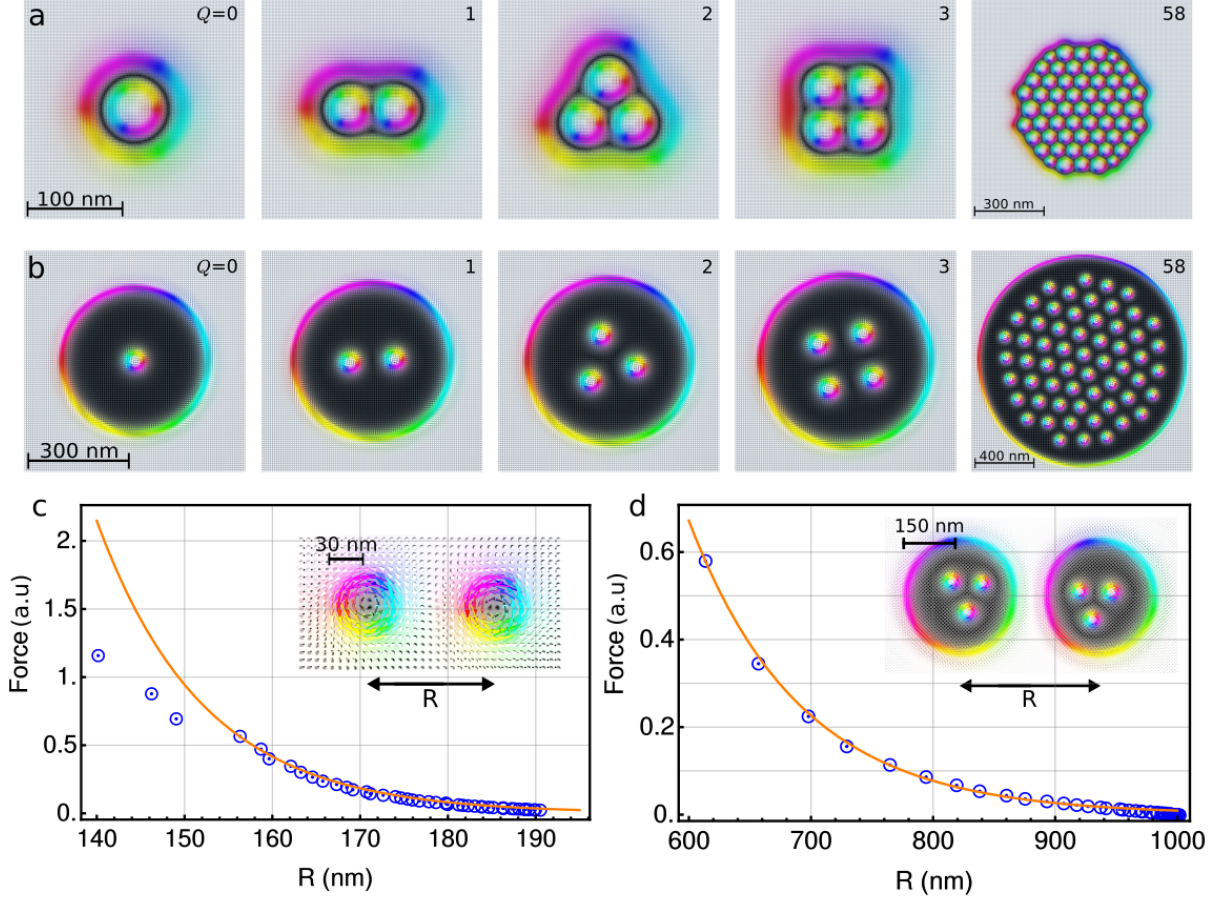 a
Q=0
1
2
3
58
100 nm
300 nm
b
Q=0
1
2
3
58
300 nm
400 nm
c
2.
1.5
1.
0.5
0.
140
150
160
170
180
190
Force (a.u)
R (nm)
30 nm
R
d
0.6
0.4
0.2
0.
600
700
800
900
1000
Force (a.u)
R (nm)
150 nm
R